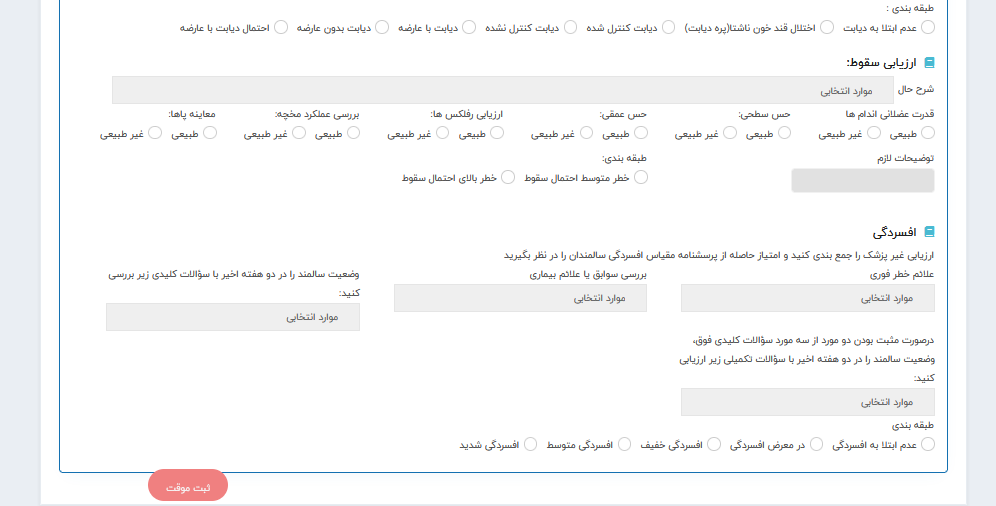 طبقه بندی :
عدم ابتلا به دیابت اختلال قند خون ناشتا(پره دیابت) دیابت کنترل شده دیابت کنترل نشده دیابت با عارضه دیابت بدون عارضه احتمال دیابت با عارضه
ارزیابی سقوط:
شرح حال موارد انتخابی
قدرت عضلانی اندام ها حس سطحی: حس عمقی: ارزیابی رفلکس ها: بررسی عملکرد مخچه: معاینه پاها:
طبیعی غیر طبیعی طبیعی غیر طبیعی طبیعی غیر طبیعی طبیعی غیر طبیعی طبیعی غیر طبیعی طبیعی غیر طبیعی
توضیحات لازم طبقه بندی:
خطر متوسط احتمال سقوط خطر بالای احتمال سقوط
افسردگی
ارزیابی غیر پزشک را جمع بندی کنید و امتیاز حاصله از پرسشنامه مقیاس افسردگی سالمندان را در نظر بگیرید
علائم خطر فوری
موارد انتخابی
بررسی سوابق یا علائم بیماری
موارد انتخابی
وضعیت سالمند را در دو هفته اخیر با سؤالات کلیدی زیر بررسی
کنید:
موارد انتخابی
درصورت مثبت بودن دو مورد از سه مورد سؤالات کلیدی فوق،
وضعیت سالمند را در دو هفته اخیر با سؤالات تکمیلی زیر ارزیابی
کنید:
موارد انتخابی
طبقه بندی
عدم ابتلا به افسردگی در معرض افسردگی افسردگی خفیف افسردگی متوسط افسردگی شدید
ثبت موقت